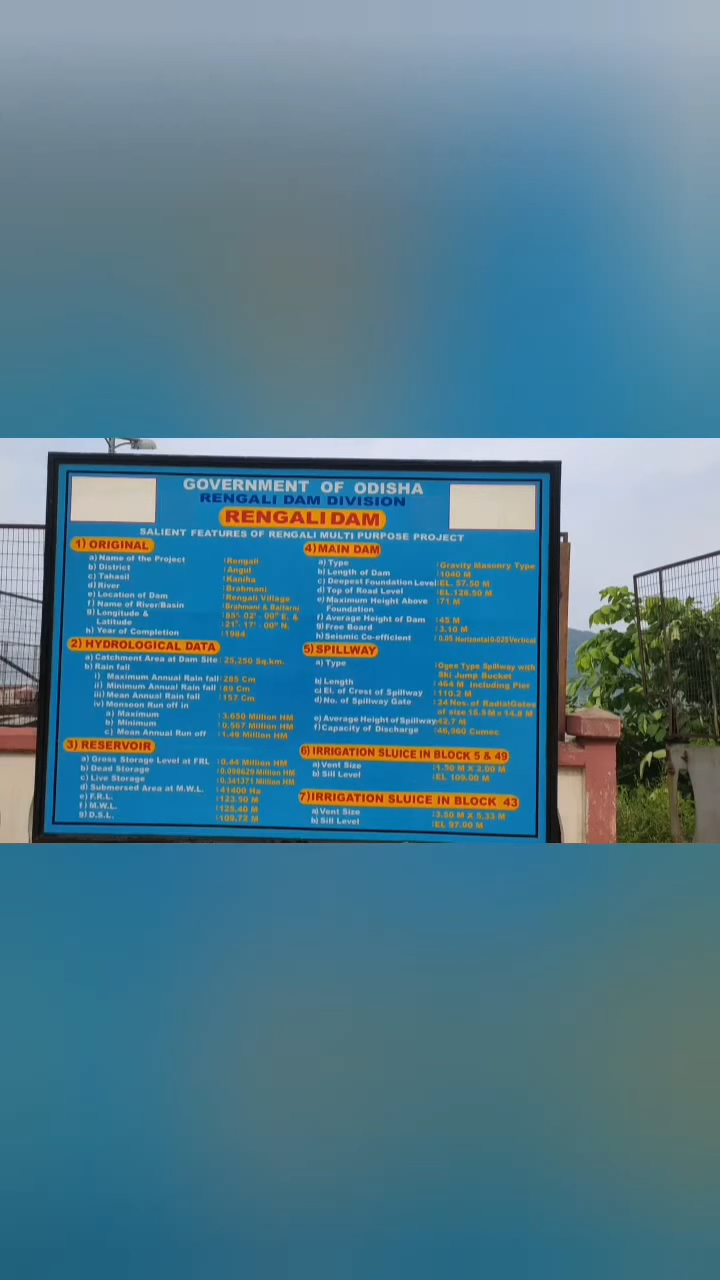 GOVERNMENT OF ODISHA
RENGALI DAM DIVISION
RENGALI DAM
SALIENT FEATURES OF RENGALI MULTI PURPOSE PROJECT
1) ORIGINAL
a) Name of the Project : Rengali
b) District : Angul
c) Tahasil : Kaniha
d) River : Brahmani
e) Location of Dam : Rengali Village
f) Name of River/Basin : Brahmani & Baitarni
g) Longitude & : 85°- 02' - 00" E. &
Latitude : 21°- 17' - 00" N.
h) Year of Completion : 1984
2) HYDROLOGICAL DATA
a) Catchment Area at Dam Site : 25,250 Sq.km.
b) Rain fall
i) Maximum Annual Rain fall : 285 Cm
ii) Minimum Annual Rain fall : 89 Cm
iii) Mean Annual Rain fall : 157 Cm
iv) Monsoon Run off in
a) Maximum : 3.650 Million HM
b) Minimum : 0.567 Million HM
c) Mean Annual Run off : 1.49 Million HM
3) RESERVOIR
a) Gross Storage Level at FRL : 0.44 Million HM
b) Dead Storage : 0.098629 Million HM
c) Live Storage : 0.341371 Million HM
d) Submersed Area at M.W.L. : 41400 Ha
e) F.R.L. : 123.50 M
f) M.W.L. : 125.40 M
g) D.S.L. : 109.72 M
4) MAIN DAM
a) Type : Gravity Masonry Type
b) Length of Dam : 1040 M
c) Deepest Foundation Level : EL. 57.50 M
d) Top of Road Level : EL.128.50 M
e) Maximum Height Above : 71 M
Foundation
f) Average Height of Dam : 45 M
g) Free Board : 3.10 M
h) Seismic Co-efficient : 0.05 Horizontal 0.025 Vertical
5) SPILLWAY
a) Type : Ogee Type Spillway with
Ski Jump Bucket
b) Length : 464 M Including Pier
c) El. of Crest of Spillway : 110.2 M
d) No. of Spillway Gate : 24 Nos. of Radial Gates
of size 15.5 M x 14.8 M
e) Average Height of Spillway : 42.7 M
f) Capacity of Discharge : 46,960 Cumec
6) IRRIGATION SLUICE IN BLOCK 5 & 49
a) Vent Size : 1.50 M X 2.00 M
b) Sill Level : EL 109.00 M
7) IRRIGATION SLUICE IN BLOCK 43
a) Vent Size : 3.50 M X 5.33 M
b) Sill Level : EL 97.00 M